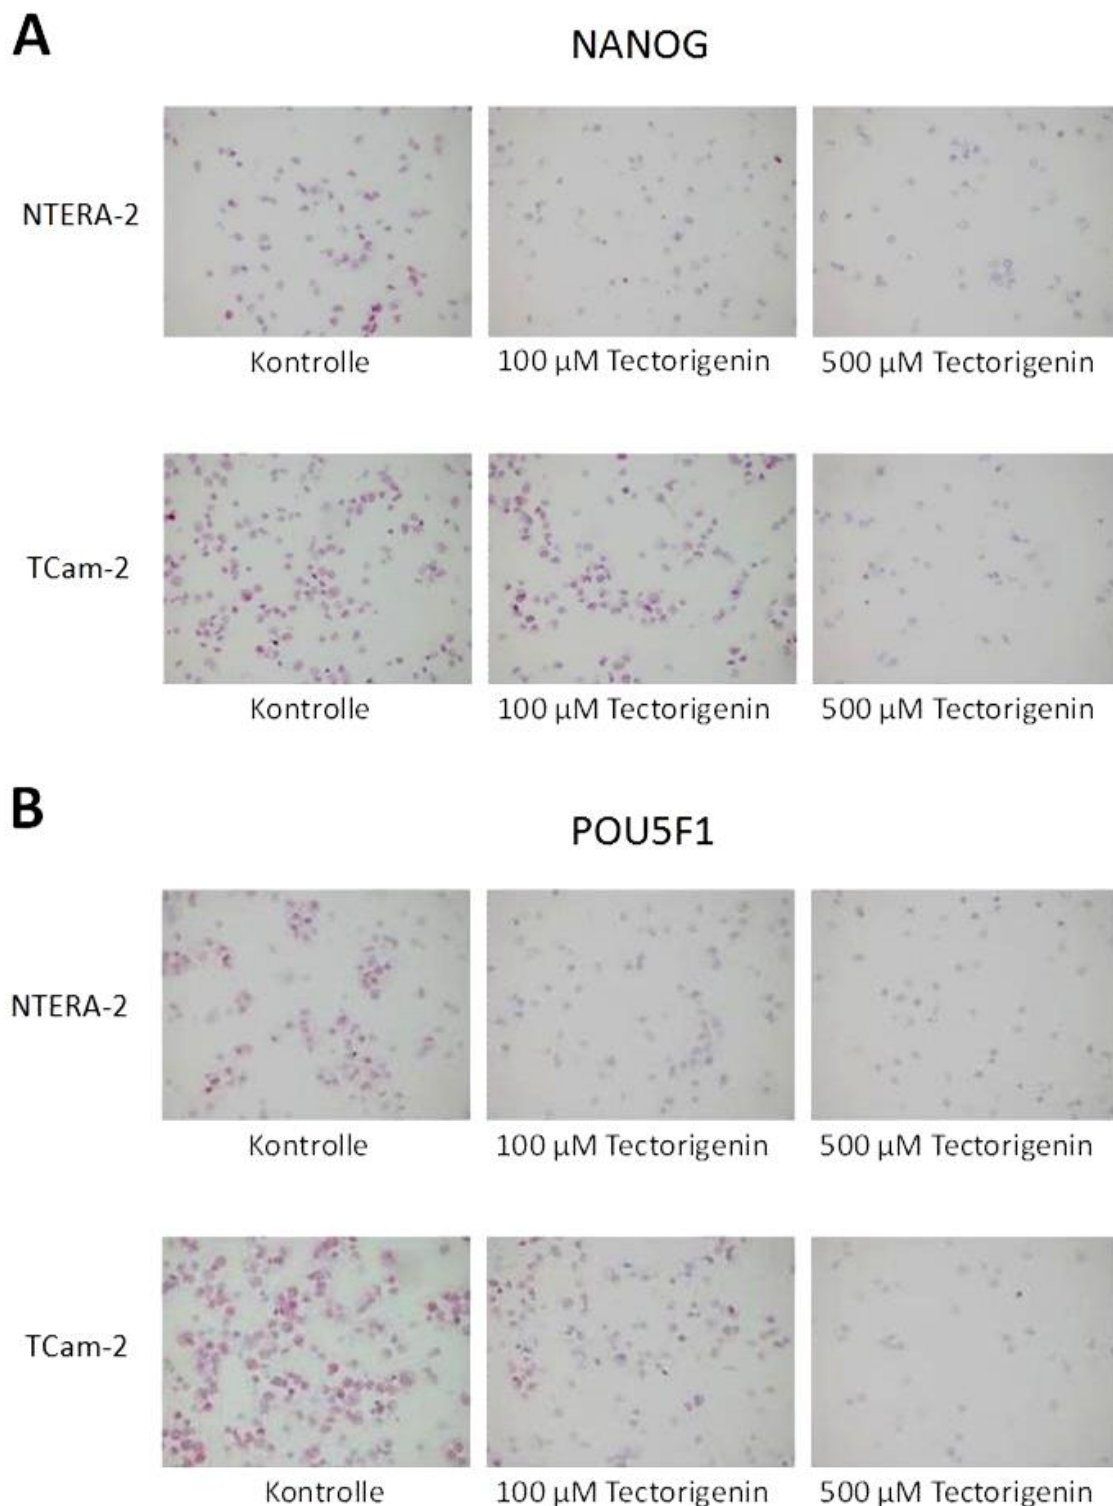 A
NANOG
NTERA-2
Kontrolle
100 µM Tectorigenin
500 µM Tectorigenin
TCam-2
Kontrolle
100 µM Tectorigenin
500 µM Tectorigenin
B
POU5F1
NTERA-2
Kontrolle
100 µM Tectorigenin
500 µM Tectorigenin
TCam-2
Kontrolle
100 µM Tectorigenin
500 µM Tectorigenin